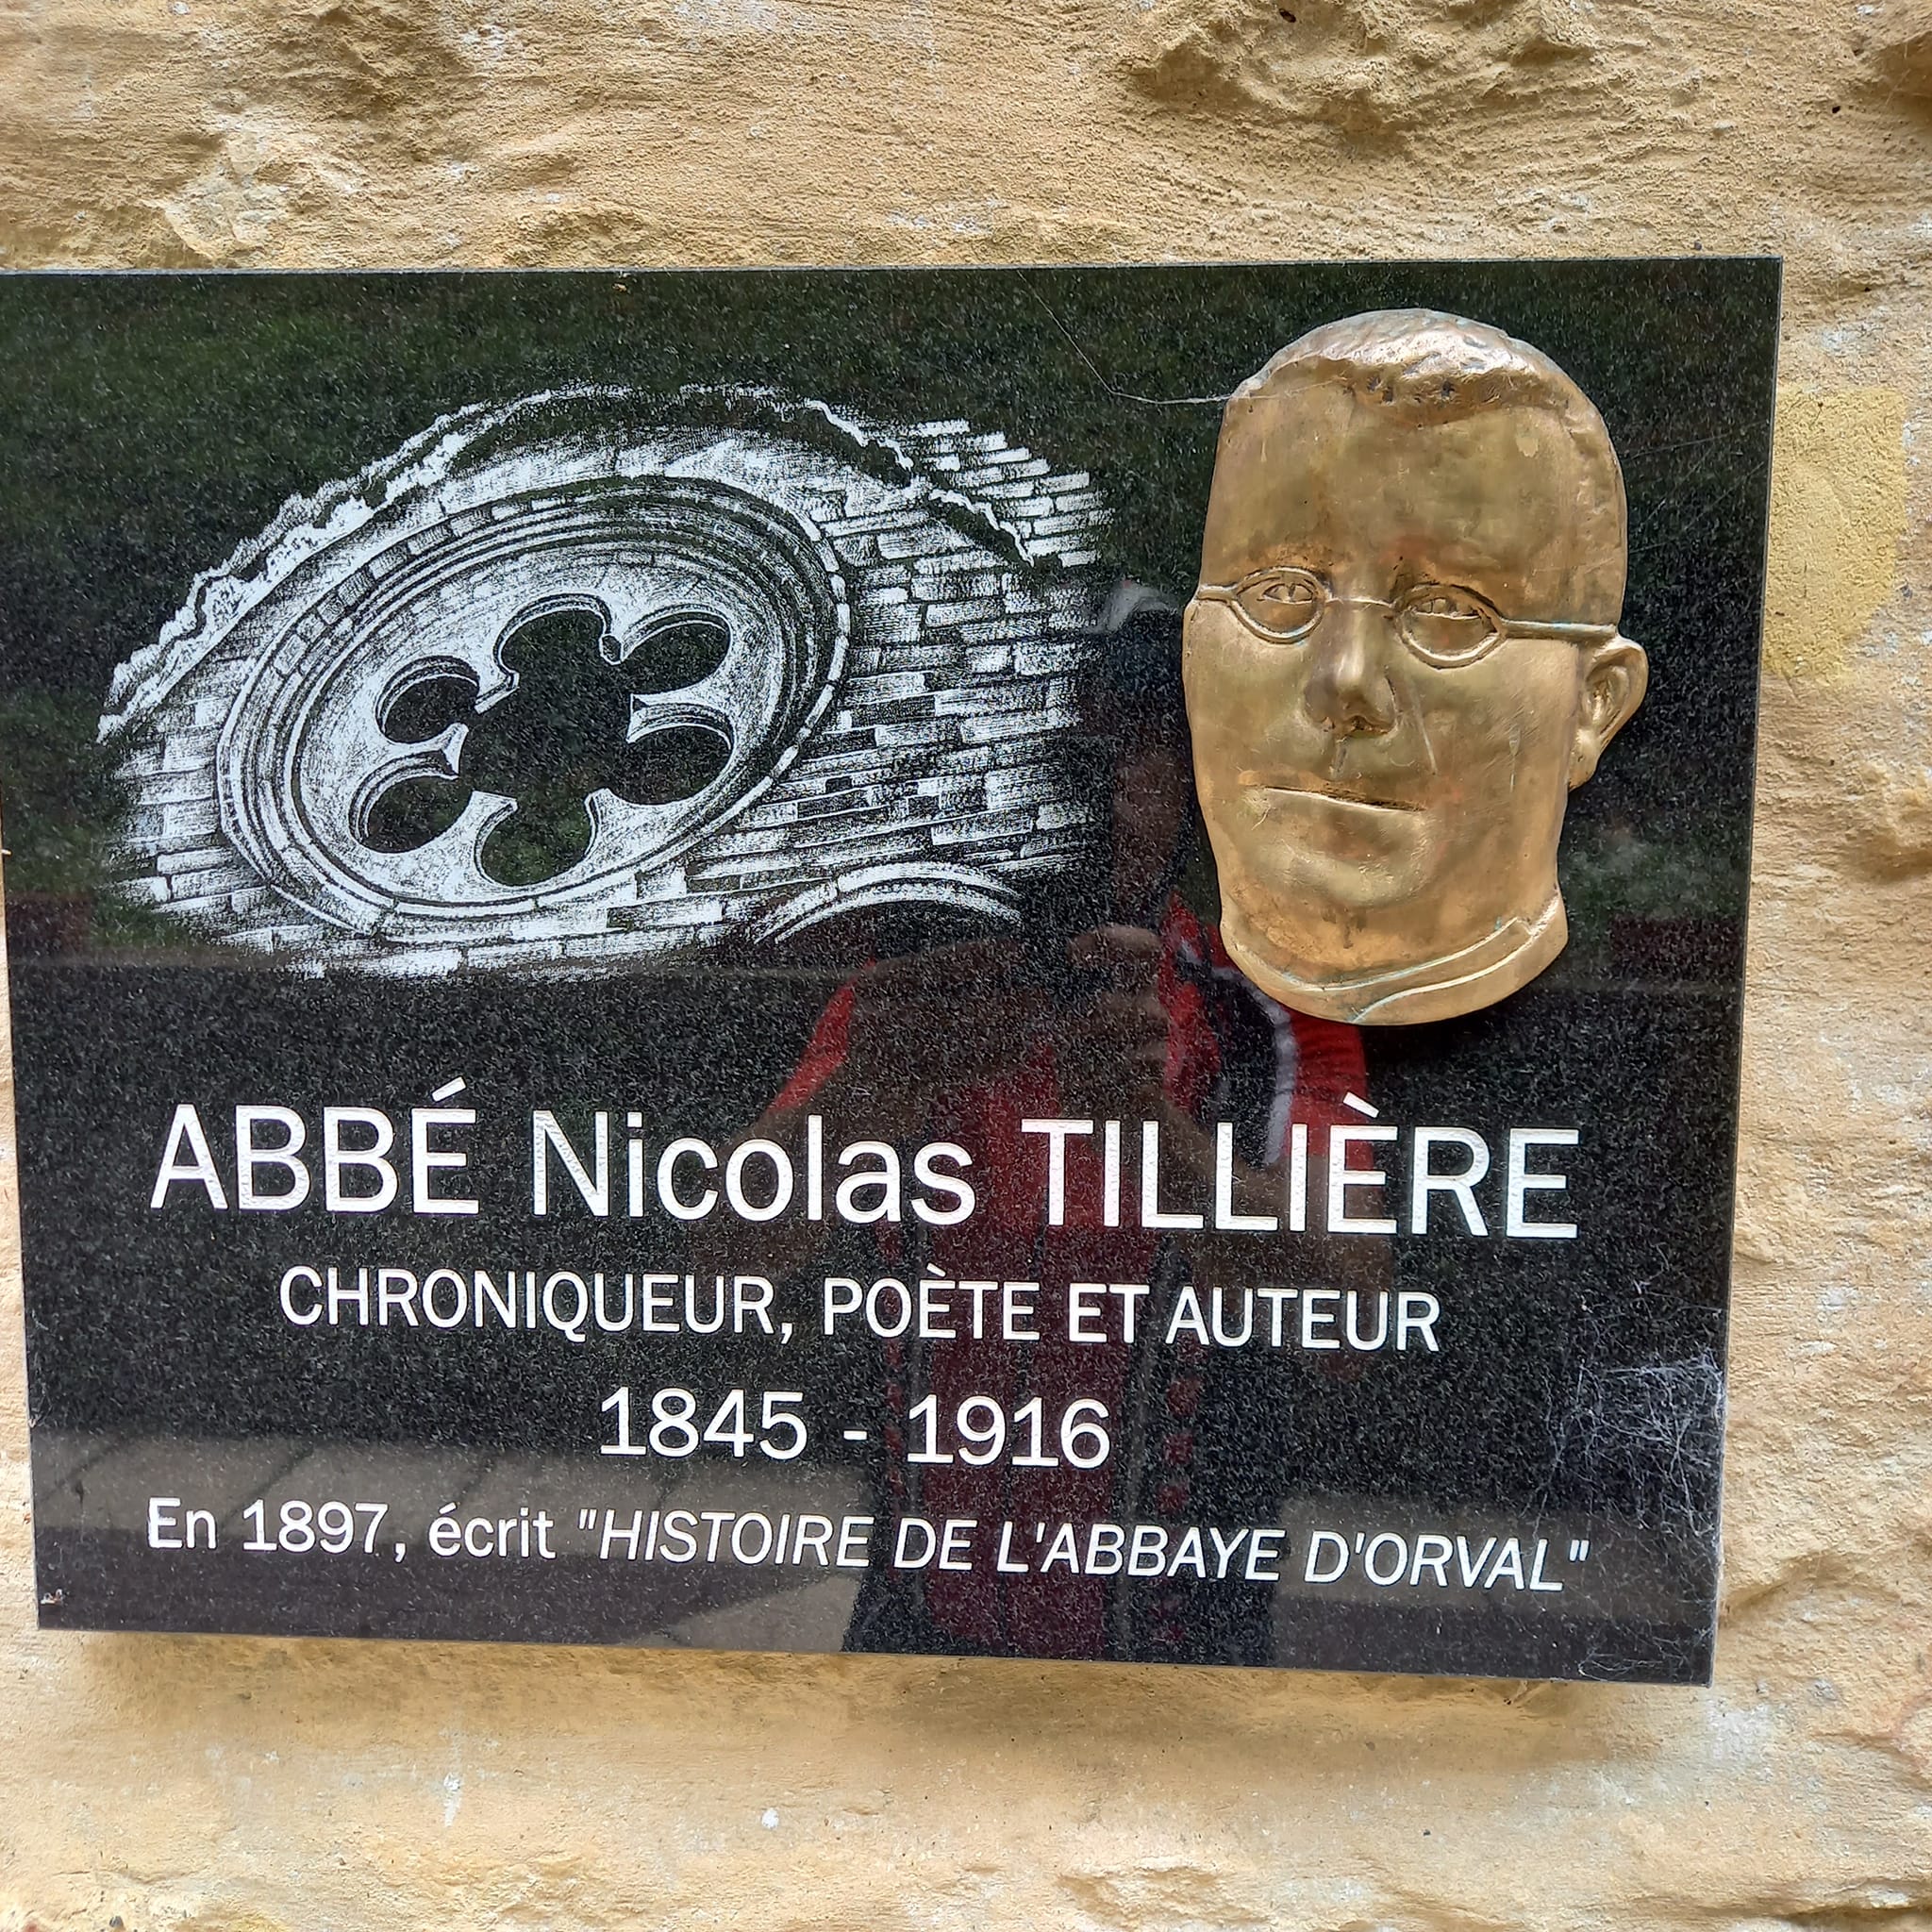 ABBÉ Nicolas TILLIÈRE
CHRONIQUEUR, POÈTE ET AUTEUR
1845 - 1916
En 1897, écrit "HISTOIRE DE L'ABBAYE D'ORVAL"